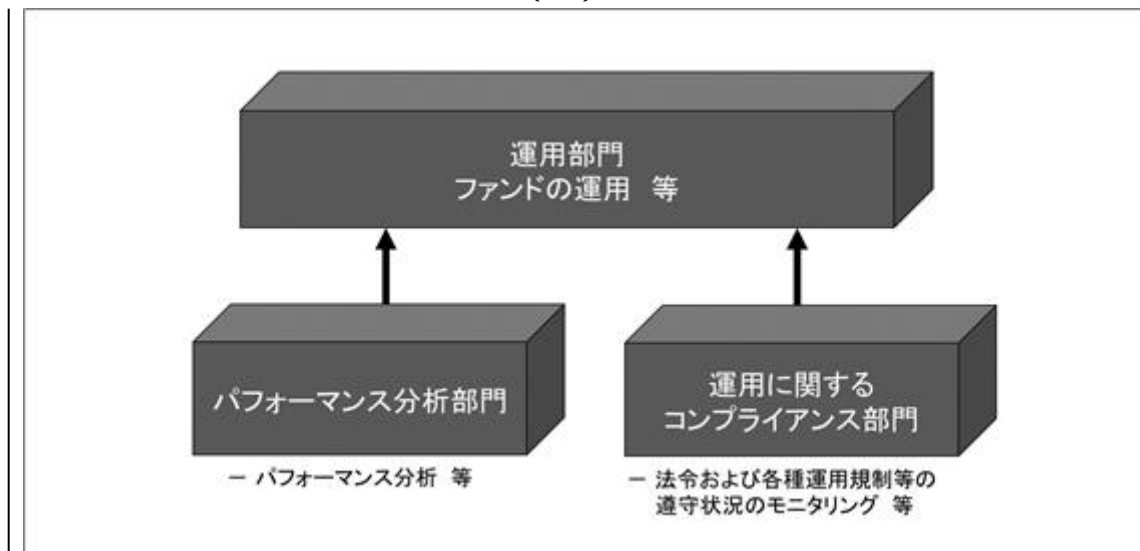 運用部門
ファンドの運用 等
パフォーマンス分析部門
－ パフォーマンス分析 等
運用に関する
コンプライアンス部門
－ 法令および各種運用規制等の
遵守状況のモニタリング 等